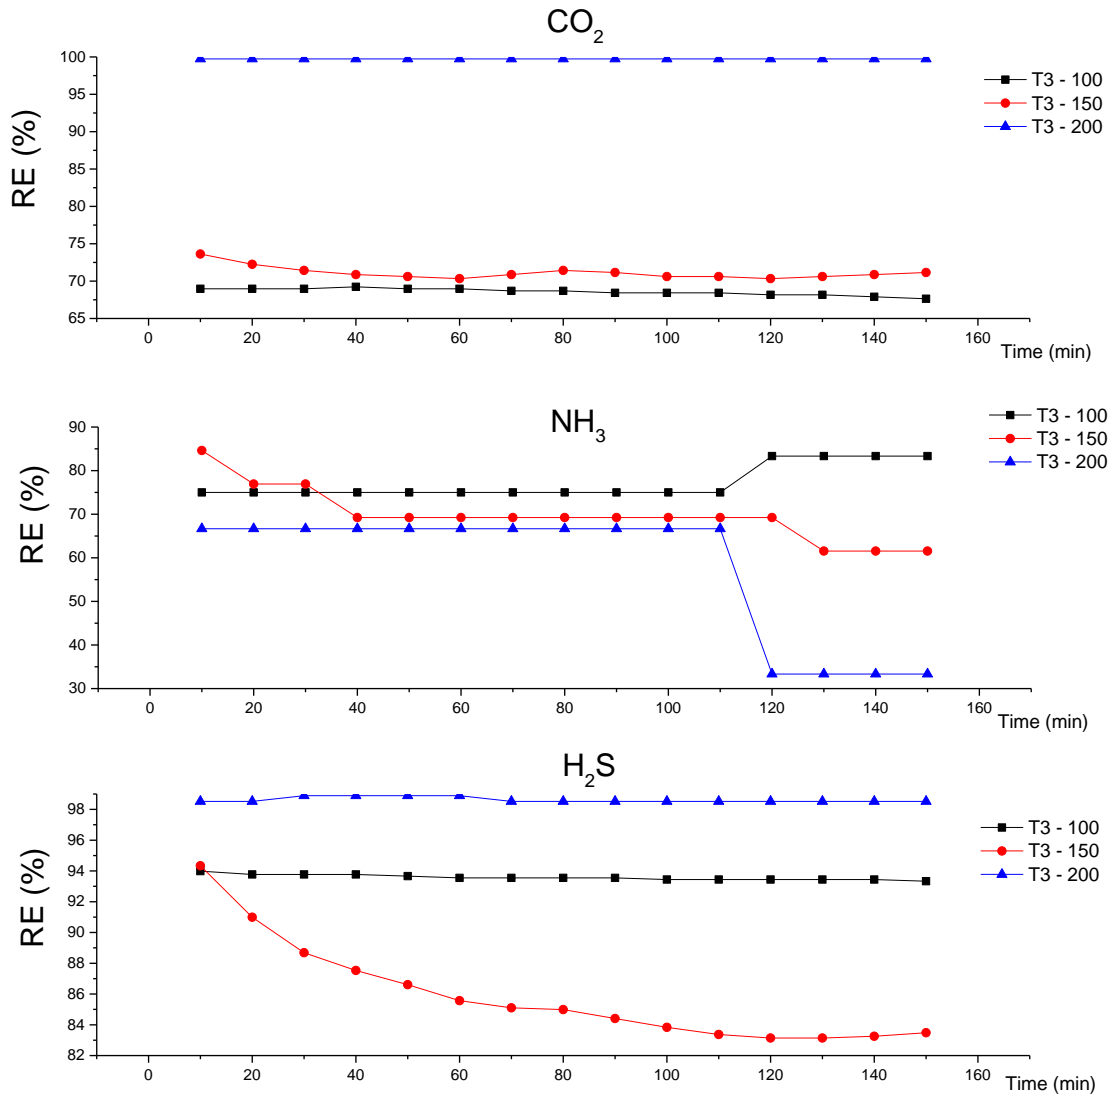 CO2
RE (%)
100
95
90
85
80
75
70
65
0 20 40 60 80 100 120 140 160
Time (min)
T3 - 100
T3 - 150
T3 - 200
NH3
RE (%)
90
80
70
60
50
40
30
0 20 40 60 80 100 120 140 160
Time (min)
T3 - 100
T3 - 150
T3 - 200
H2S
RE (%)
98
96
94
92
90
88
86
84
82
0 20 40 60 80 100 120 140 160
Time (min)
T3 - 100
T3 - 150
T3 - 200